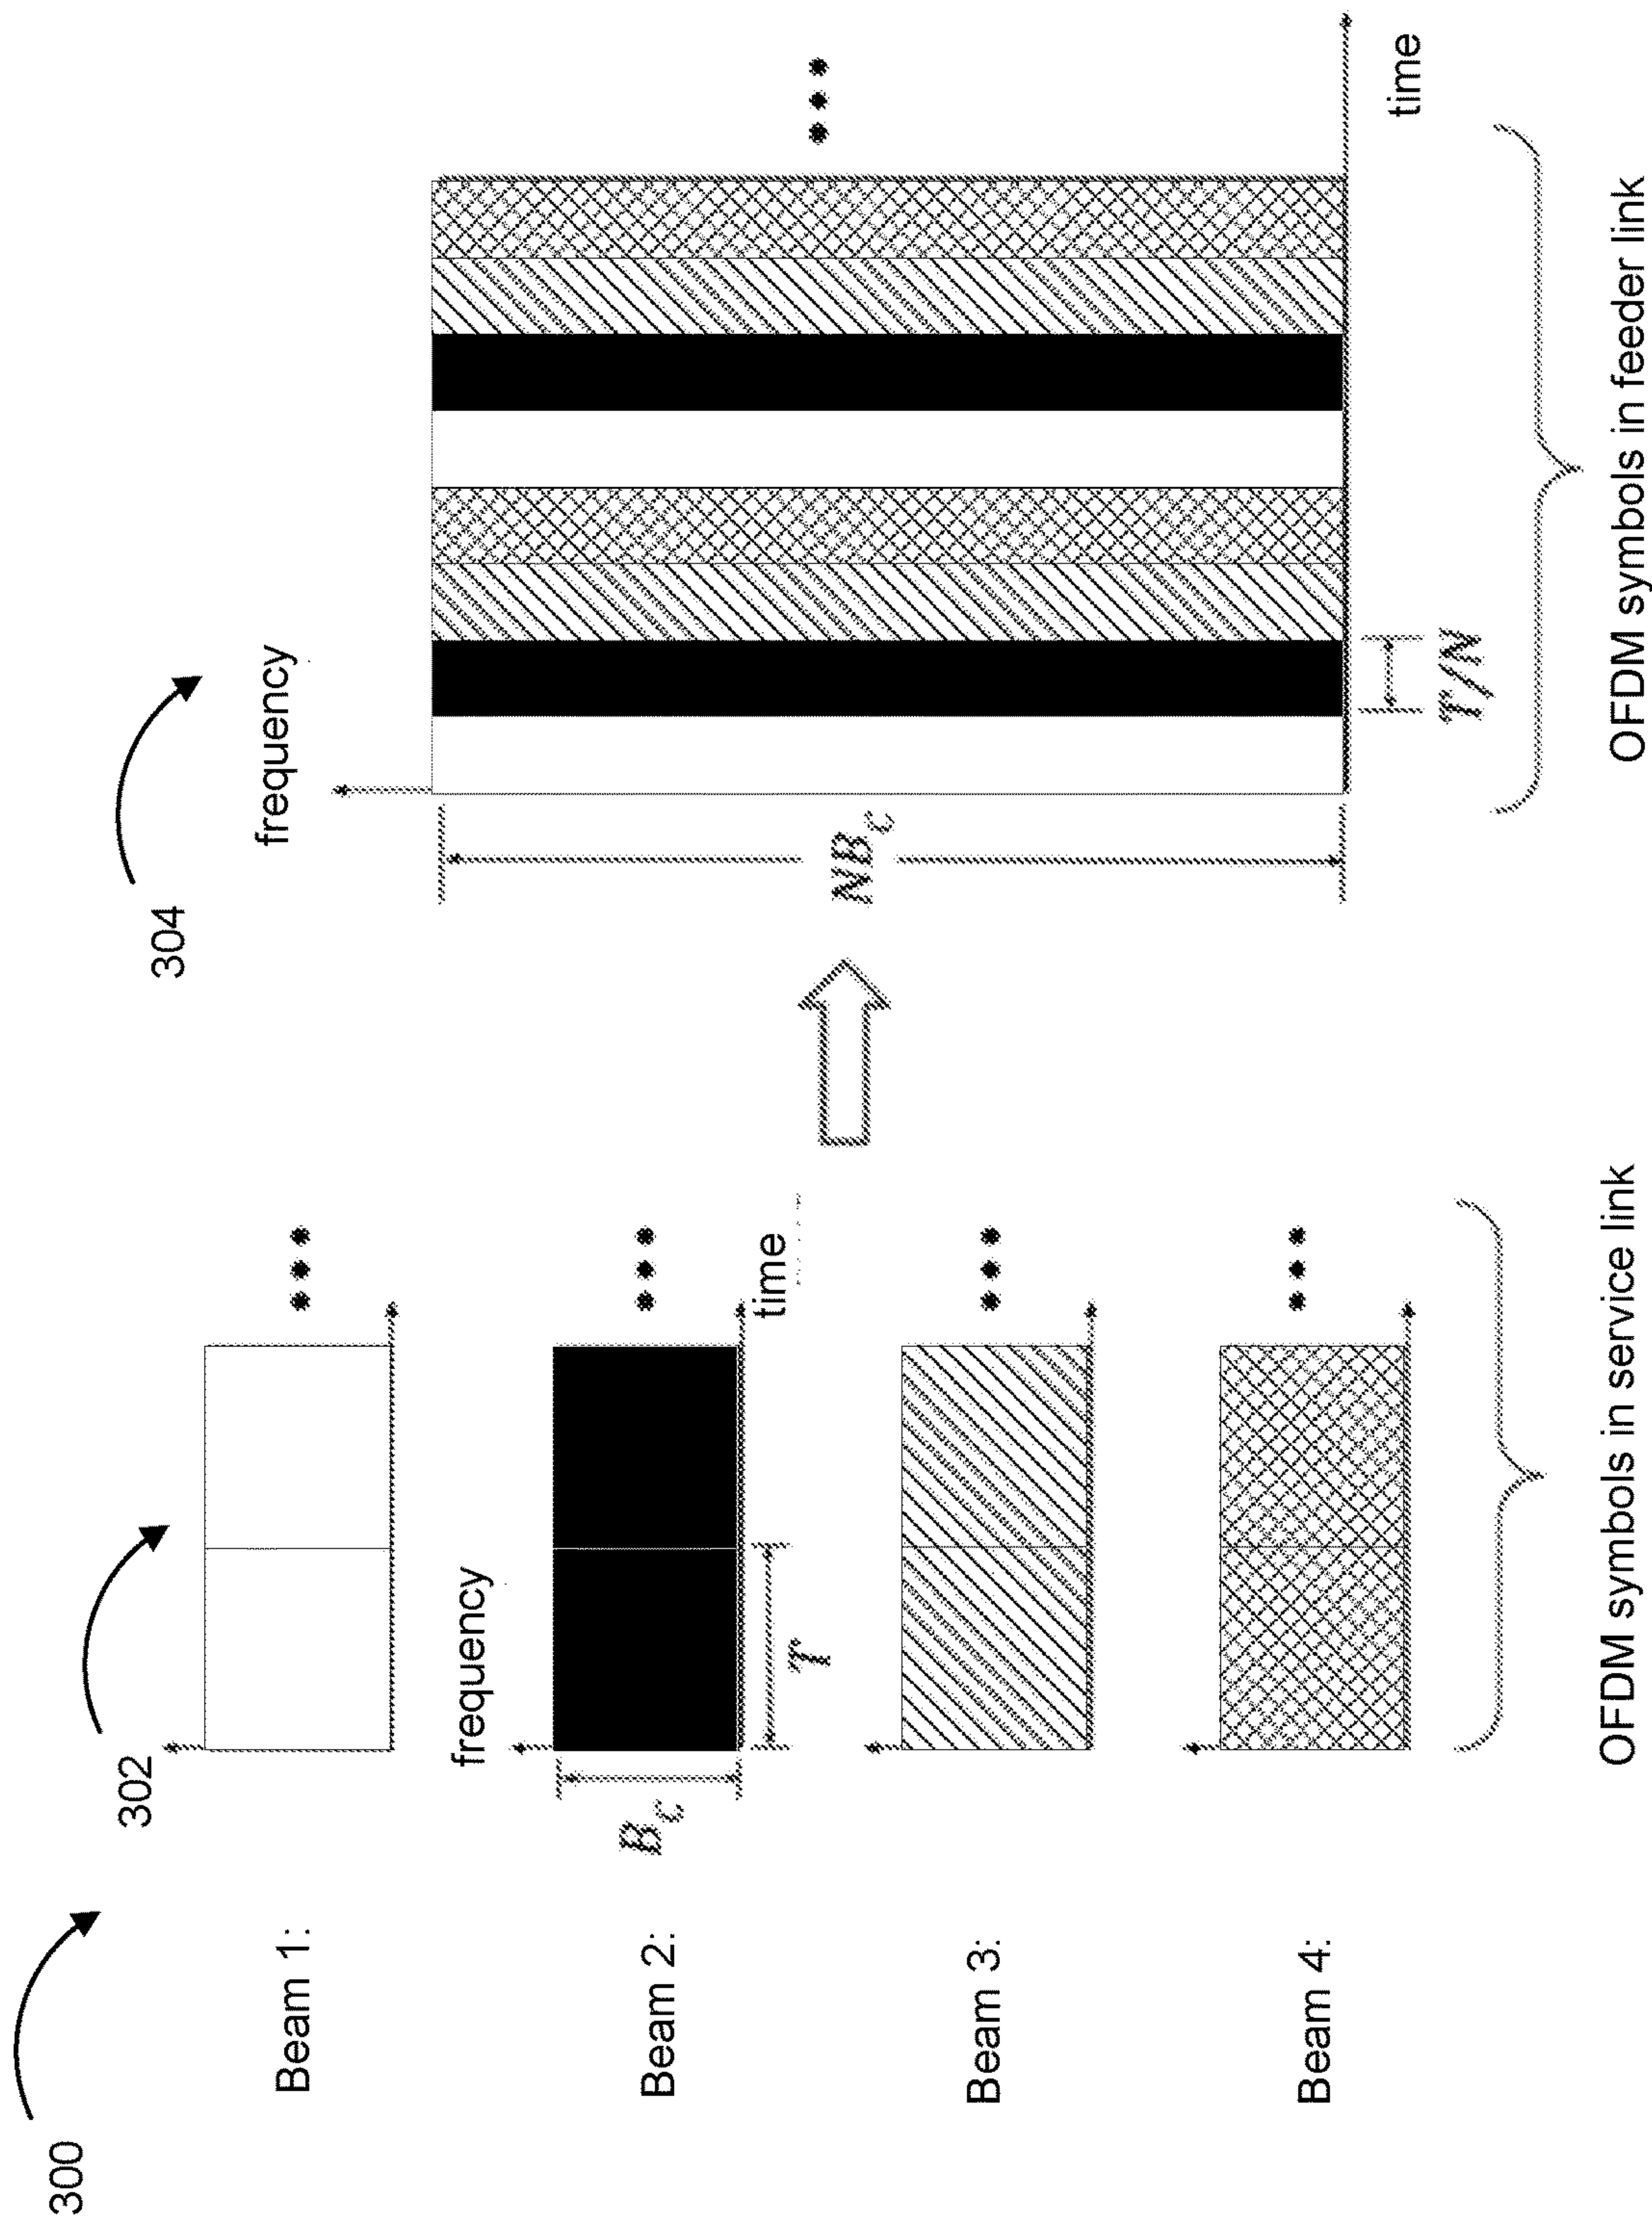 300
302
304
Beam 1:
frequency
Beam 2:
B_c
T
time
Beam 3:
Beam 4:
OFDM symbols in service link
frequency
NB_c
T/N
time
OFDM symbols in feeder link